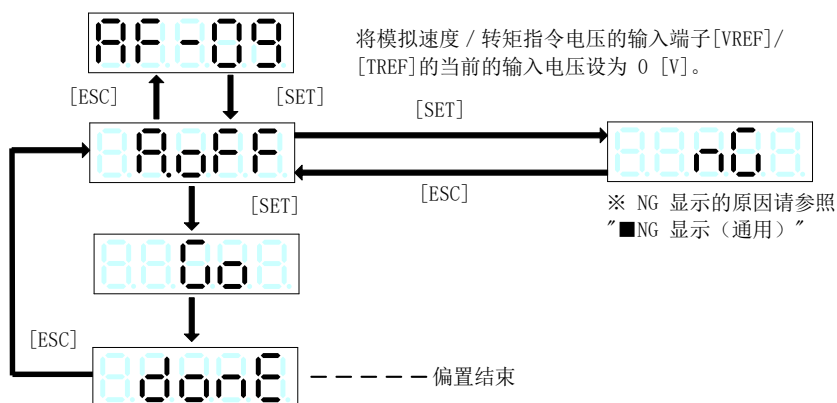 AF-09
将模拟速度 / 转矩指令电压的输入端子[VREF]/
[TREF]的当前的输入电压设为 0 [V]。
[ESC]
[SET]
[SET]
A.oFF
nG
[ESC]
[SET]
※ NG 显示的原因请参照
"■NG 显示（通用）"
Go
[ESC]
donE
偏置结束